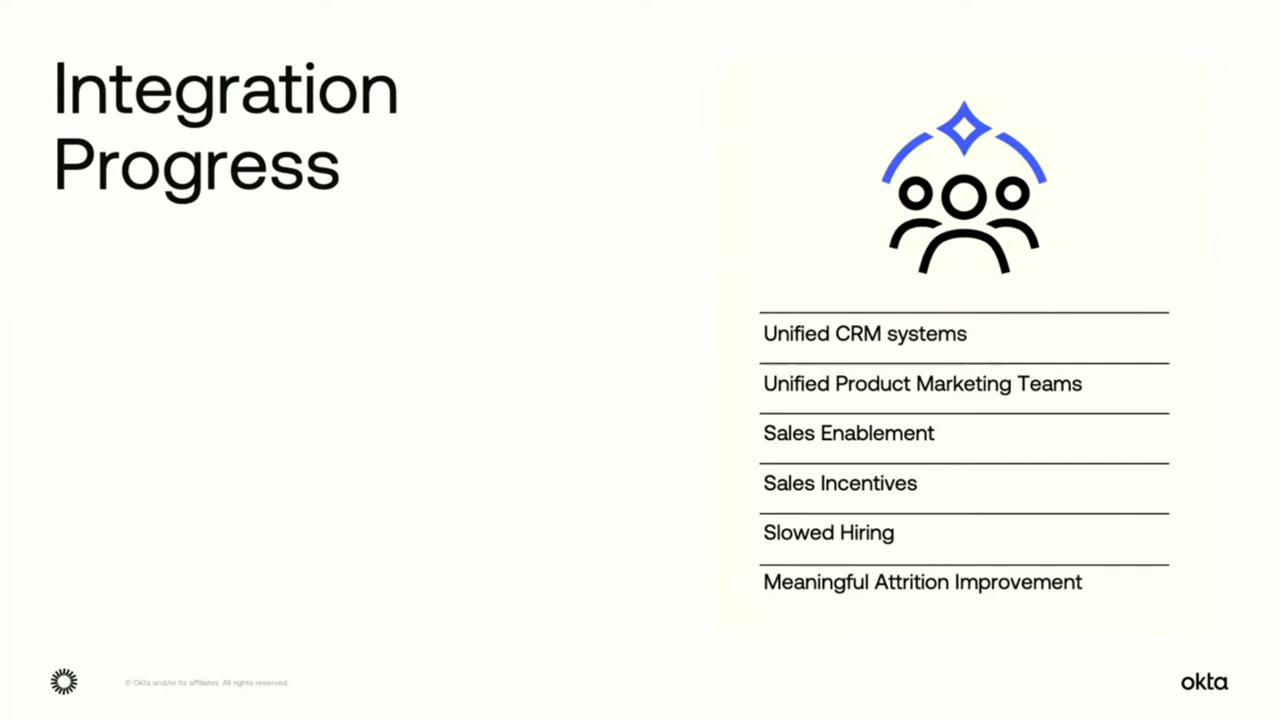 Integration
Progress
Unified CRM systems
Unified Product Marketing Teams
Sales Enablement
Sales Incentives
Slowed Hiring
Meaningful Attrition Improvement
© Okta and/or its affiliates. All rights reserved.
okta